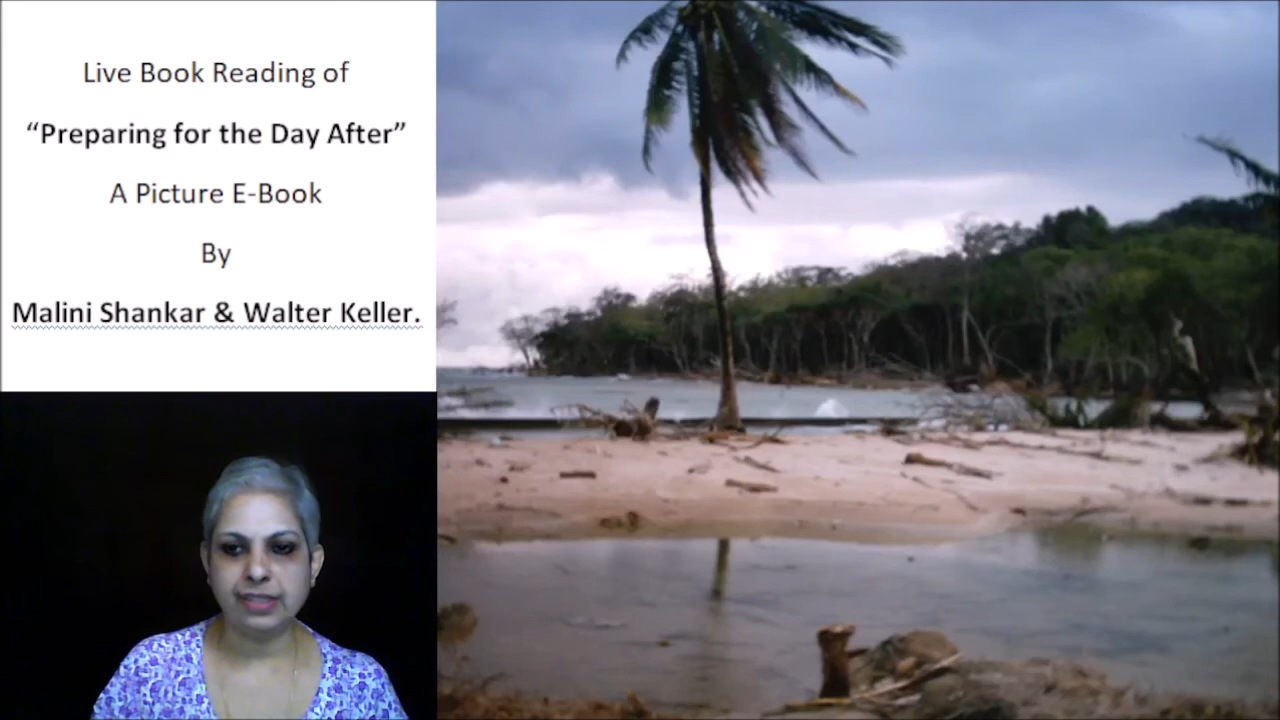 Live Book Reading of
“Preparing for the Day After”
A Picture E-Book
By
Malini Shankar & Walter Keller.